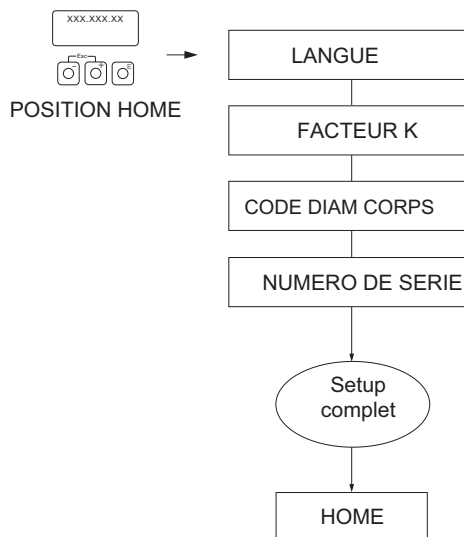 xxx.xxx.xx
Esc
- + E
POSITION HOME
LANGUE
FACTEUR K
CODE DIAM CORPS
NUMERO DE SERIE
Setup
complet
HOME